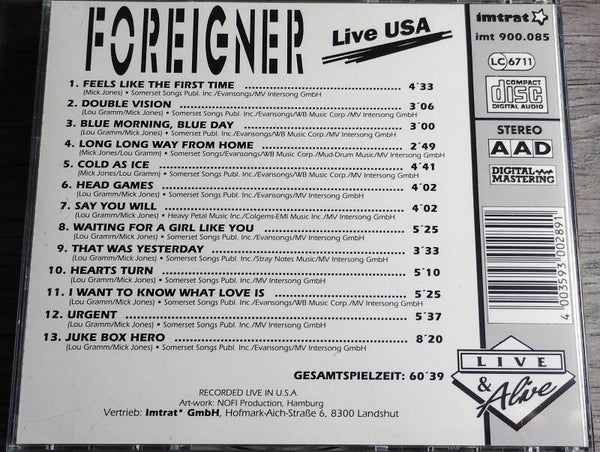 FOREIGNER Live USA
1. FEELS LIKE THE FIRST TIME ........ 4´33
(Mick Jones) • Somerset Songs Publ. Inc./Evansongs/MV Intersong GmbH
2. DOUBLE VISION ........ 3´06
(Lou Gramm/Mick Jones) • Somerset Songs Publ. Inc./Evansongs/WB Music Corp./MV Intersong GmbH
3. BLUE MORNING, BLUE DAY ........ 3´00
(Lou Gramm/Mick Jones) • Somerset Publ. Inc./Evansongs/WB Music Corp./MV Intersong GmbH
4. LONG LONG WAY FROM HOME ........ 2´49
(Mick Jones/Lou Gramm) • Somerset Songs/Evansongs/WB Music Corp./Mud-Drum Music/MV Intersong GmbH
5. COLD AS ICE ........ 4´41
(Mick Jones/Lou Gramm) • Somerset Songs Publ. Inc./Evansongs/WB Music Corp./MV Intersong GmbH
6. HEAD GAMES ........ 4´02
(Lou Gramm/Mick Jones) • Somerset Songs Publ. Inc./Evansongs/MV Intersong GmbH
7. SAY YOU WILL ........ 4´02
(Lou Gramm/Mick Jones) • Heavy Petal Music Inc./Colgems-EMI Music Inc./MV Intersong GmbH
8. WAITING FOR A GIRL LIKE YOU ........ 5´25
(Lou Gramm/Mick Jones) • Somerset Songs Publ. Inc./Evansongs/MV Intersong GmbH
9. THAT WAS YESTERDAY ........ 3´33
(Lou Gramm/Mick Jones) • Somerset Songs Publ. Inc./Stray Notes Music/MV Intersong GmbH
10. HEARTS TURN ........ 5´10
(Lou Gramm/Mick Jones) • Somerset Songs Publ. Inc./Evansongs/MV Intersong GmbH
11. I WANT TO KNOW WHAT LOVE IS ........ 5´25
(Mick Jones) • Somerset Songs Publ. Inc./Evansongs/WB Music Corp./MV Intersong GmbH
12. URGENT ........ 5´37
(Mick Jones) • Somerset Songs Publ. Inc./Evansongs/MV Intersong GmbH
13. JUKE BOX HERO ........ 8´20
(Lou Gramm/Mick Jones) • Somerset Songs Publ. Inc./Evansongs/MV Intersong GmbH
GESAMTSPIELZEIT: 60´39
RECORDED LIVE IN U.S.A.
Art-work: NOFI Production, Hamburg
Vertrieb: Imtrat* GmbH, Hofmark-Aich-Straße 6, 8300 Landshut
imtrat
imt 900.085
LC 6711
COMPACT
disc
DIGITAL AUDIO
STEREO
AAD
DIGITAL
MASTERING
4 003593 002891
LIVE
& Alive